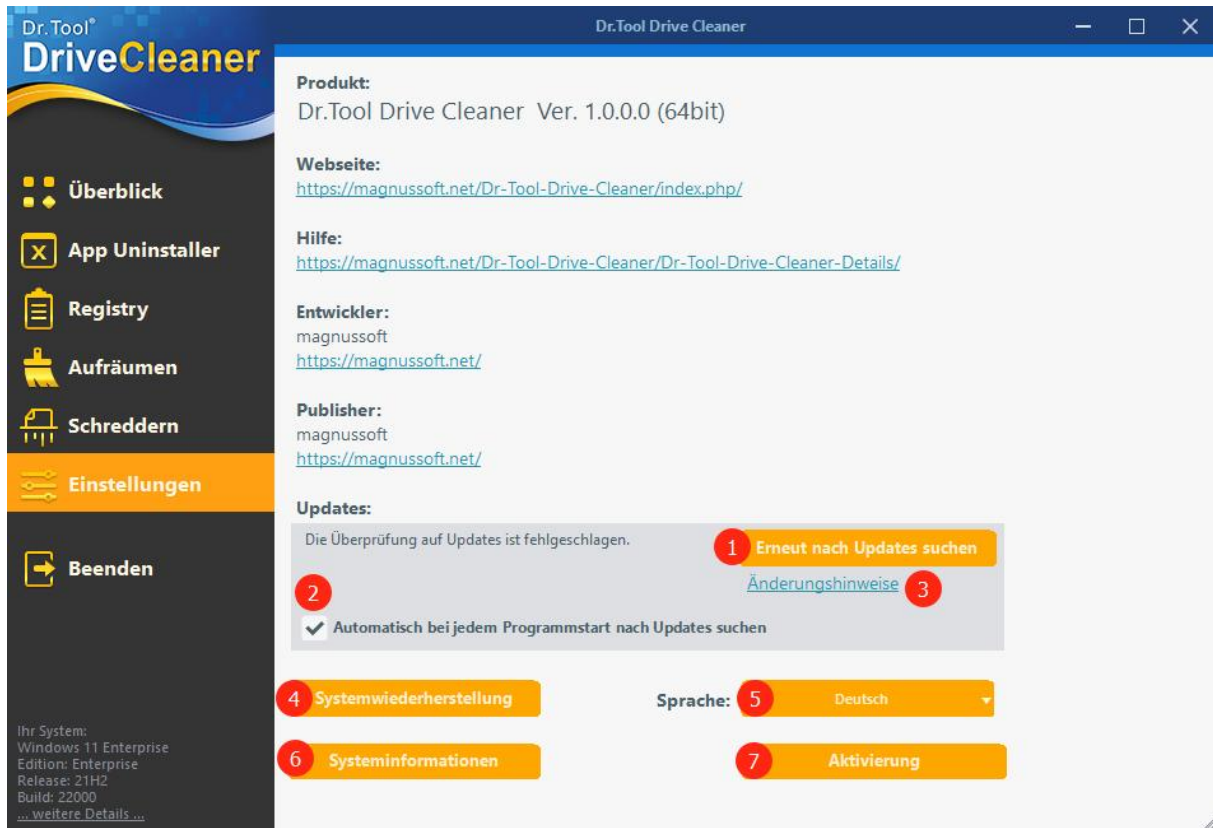 Dr.Tool®
DriveCleaner
Dr.Tool Drive Cleaner
Überblick
App Uninstaller
Registry
Aufräumen
Schreddern
Einstellungen
Beenden
Ihr System:
Windows 11 Enterprise
Edition: Enterprise
Release: 21H2
Build: 22000
... weitere Details ...
Produkt:
Dr.Tool Drive Cleaner Ver. 1.0.0.0 (64bit)
Webseite:
https://magnussoft.net/Dr-Tool-Drive-Cleaner/index.php/
Hilfe:
https://magnussoft.net/Dr-Tool-Drive-Cleaner/Dr-Tool-Drive-Cleaner-Details/
Entwickler:
magnussoft
https://magnussoft.net/
Publisher:
magnussoft
https://magnussoft.net/
Updates:
Die Überprüfung auf Updates ist fehlgeschlagen.
1 Erneut nach Updates suchen
Änderungshinweise 3
2
Automatisch bei jedem Programmstart nach Updates suchen
4 Systemwiederherstellung
Sprache: 5 Deutsch
6 Systeminformationen
7 Aktivierung